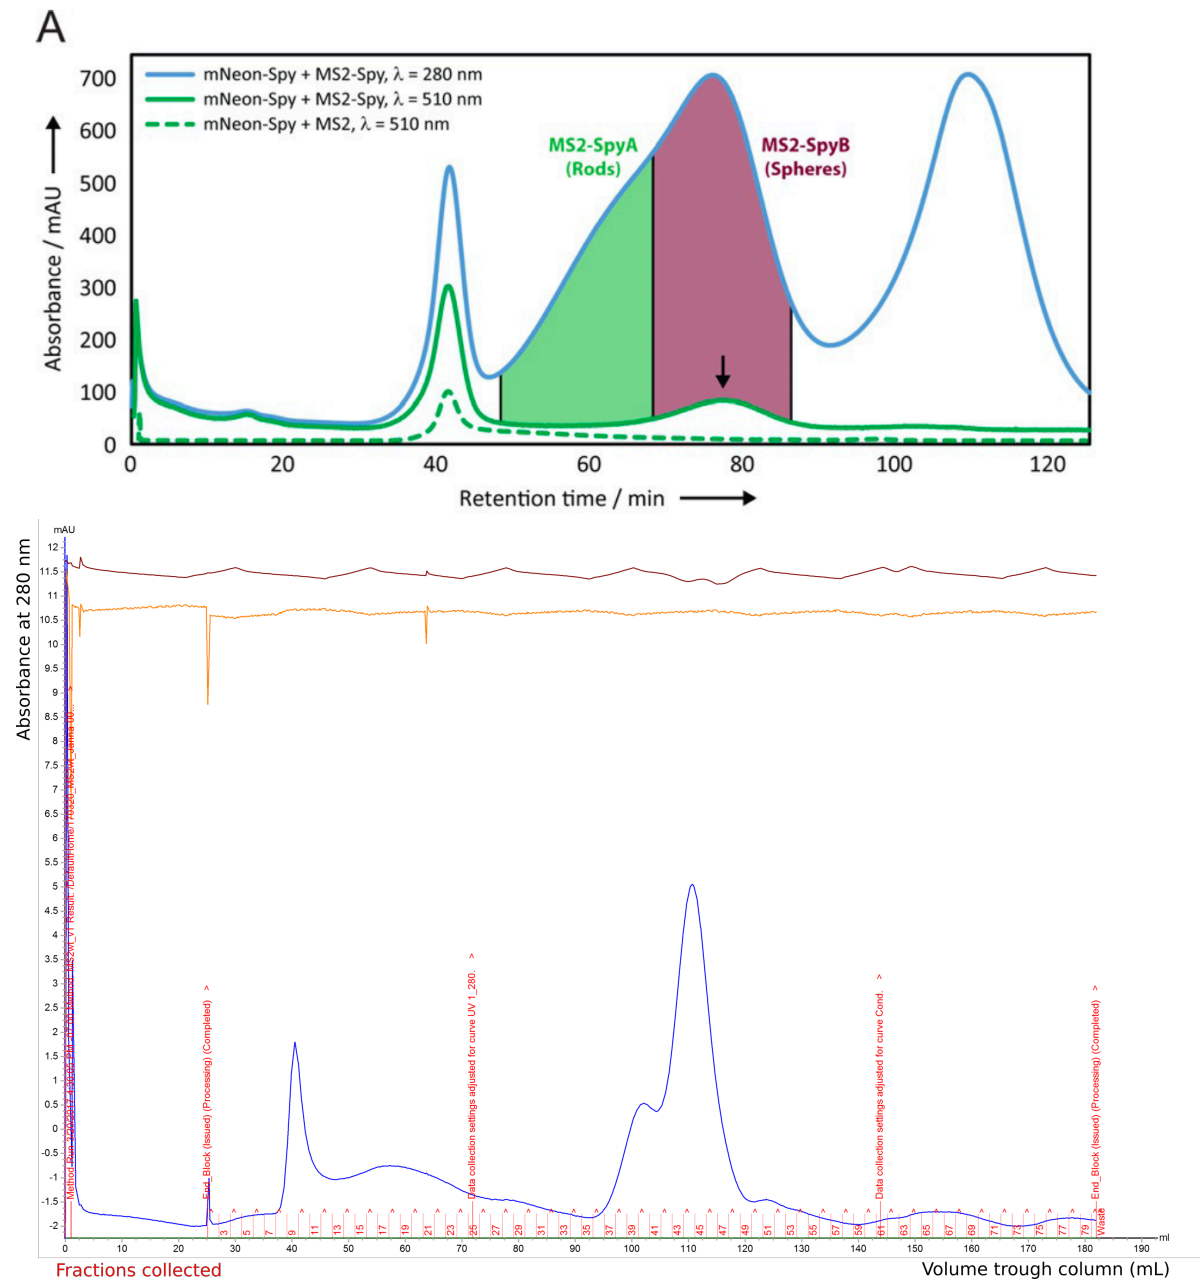 A
mNeon-Spy + MS2-Spy, λ = 280 nm
mNeon-Spy + MS2-Spy, λ = 510 nm
mNeon-Spy + MS2, λ = 510 nm
MS2-SpyA
(Rods)
MS2-SpyB
(Spheres)
Absorbance / mAU
700
600
500
400
300
200
100
0
0 20 40 60 80 100 120
Retention time / min
mAU
Absorbance at 280 nm
12
11.5
11
10.5
10
9.5
9
8.5
8
7.5
7
6.5
6
5.5
5
4.5
4
3.5
3
2.5
2
1.5
1
0.5
0
-0.5
-1
-1.5
-2
End_Block (Issued) (Processing) (Completed)
Data collection settings adjusted for curve UV 1_280.
Data collection settings adjusted for curve Cond.
End_Block (Issued) (Processing) (Completed)
3 5 7 9 11 13 15 17 19 21 23 25 27 29 31 33 35 37 39 41 43 45 47 49 51 53 55 57 59 61 63 65 67 69 71 73 75 77 79 Waste
0 10 20 30 40 50 60 70 80 90 100 110 120 130 140 150 160 170 180 190 ml
Fractions collected
Volume trough column (mL)